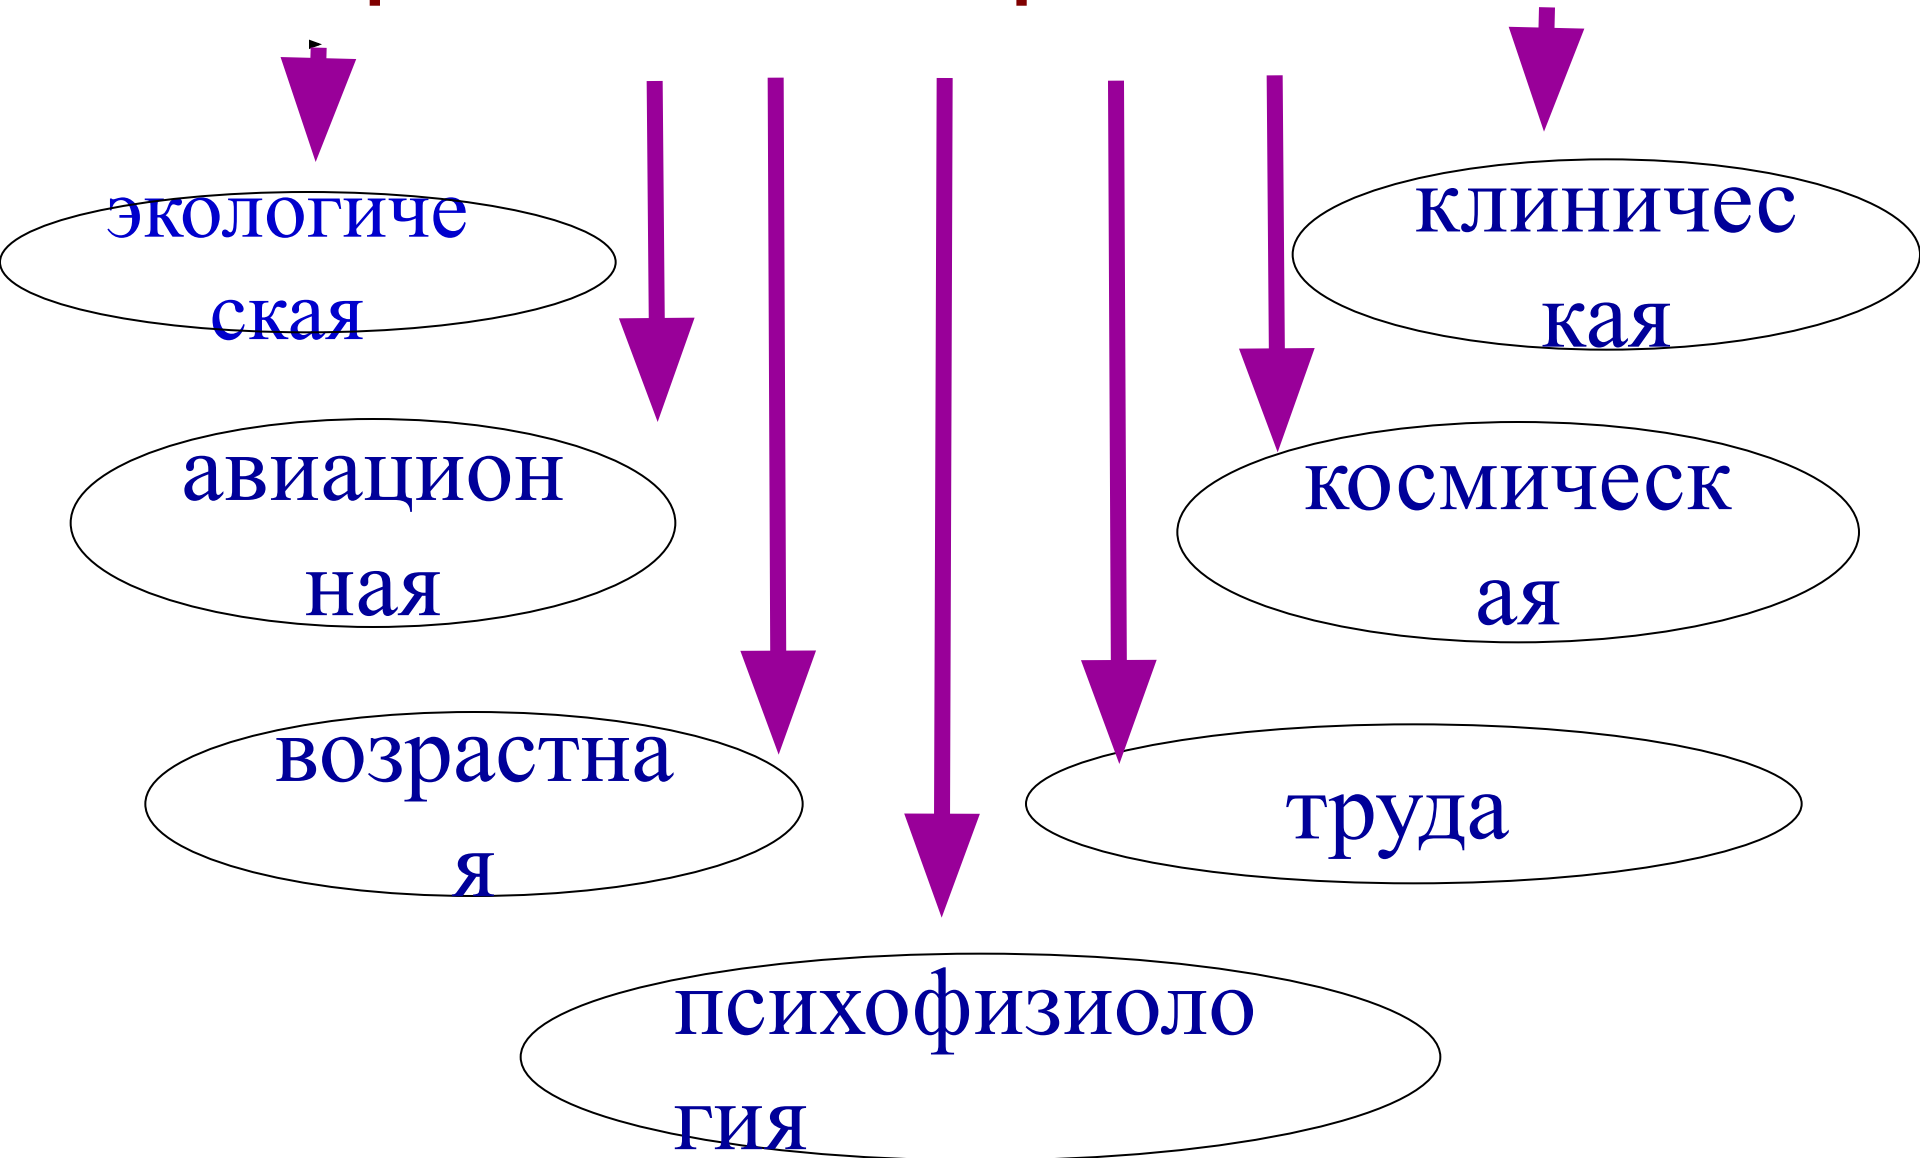 экологиче
ская
клиничес
кая
авиацион
ная
космическ
ая
возрастна
я
труда
психофизиоло
гия